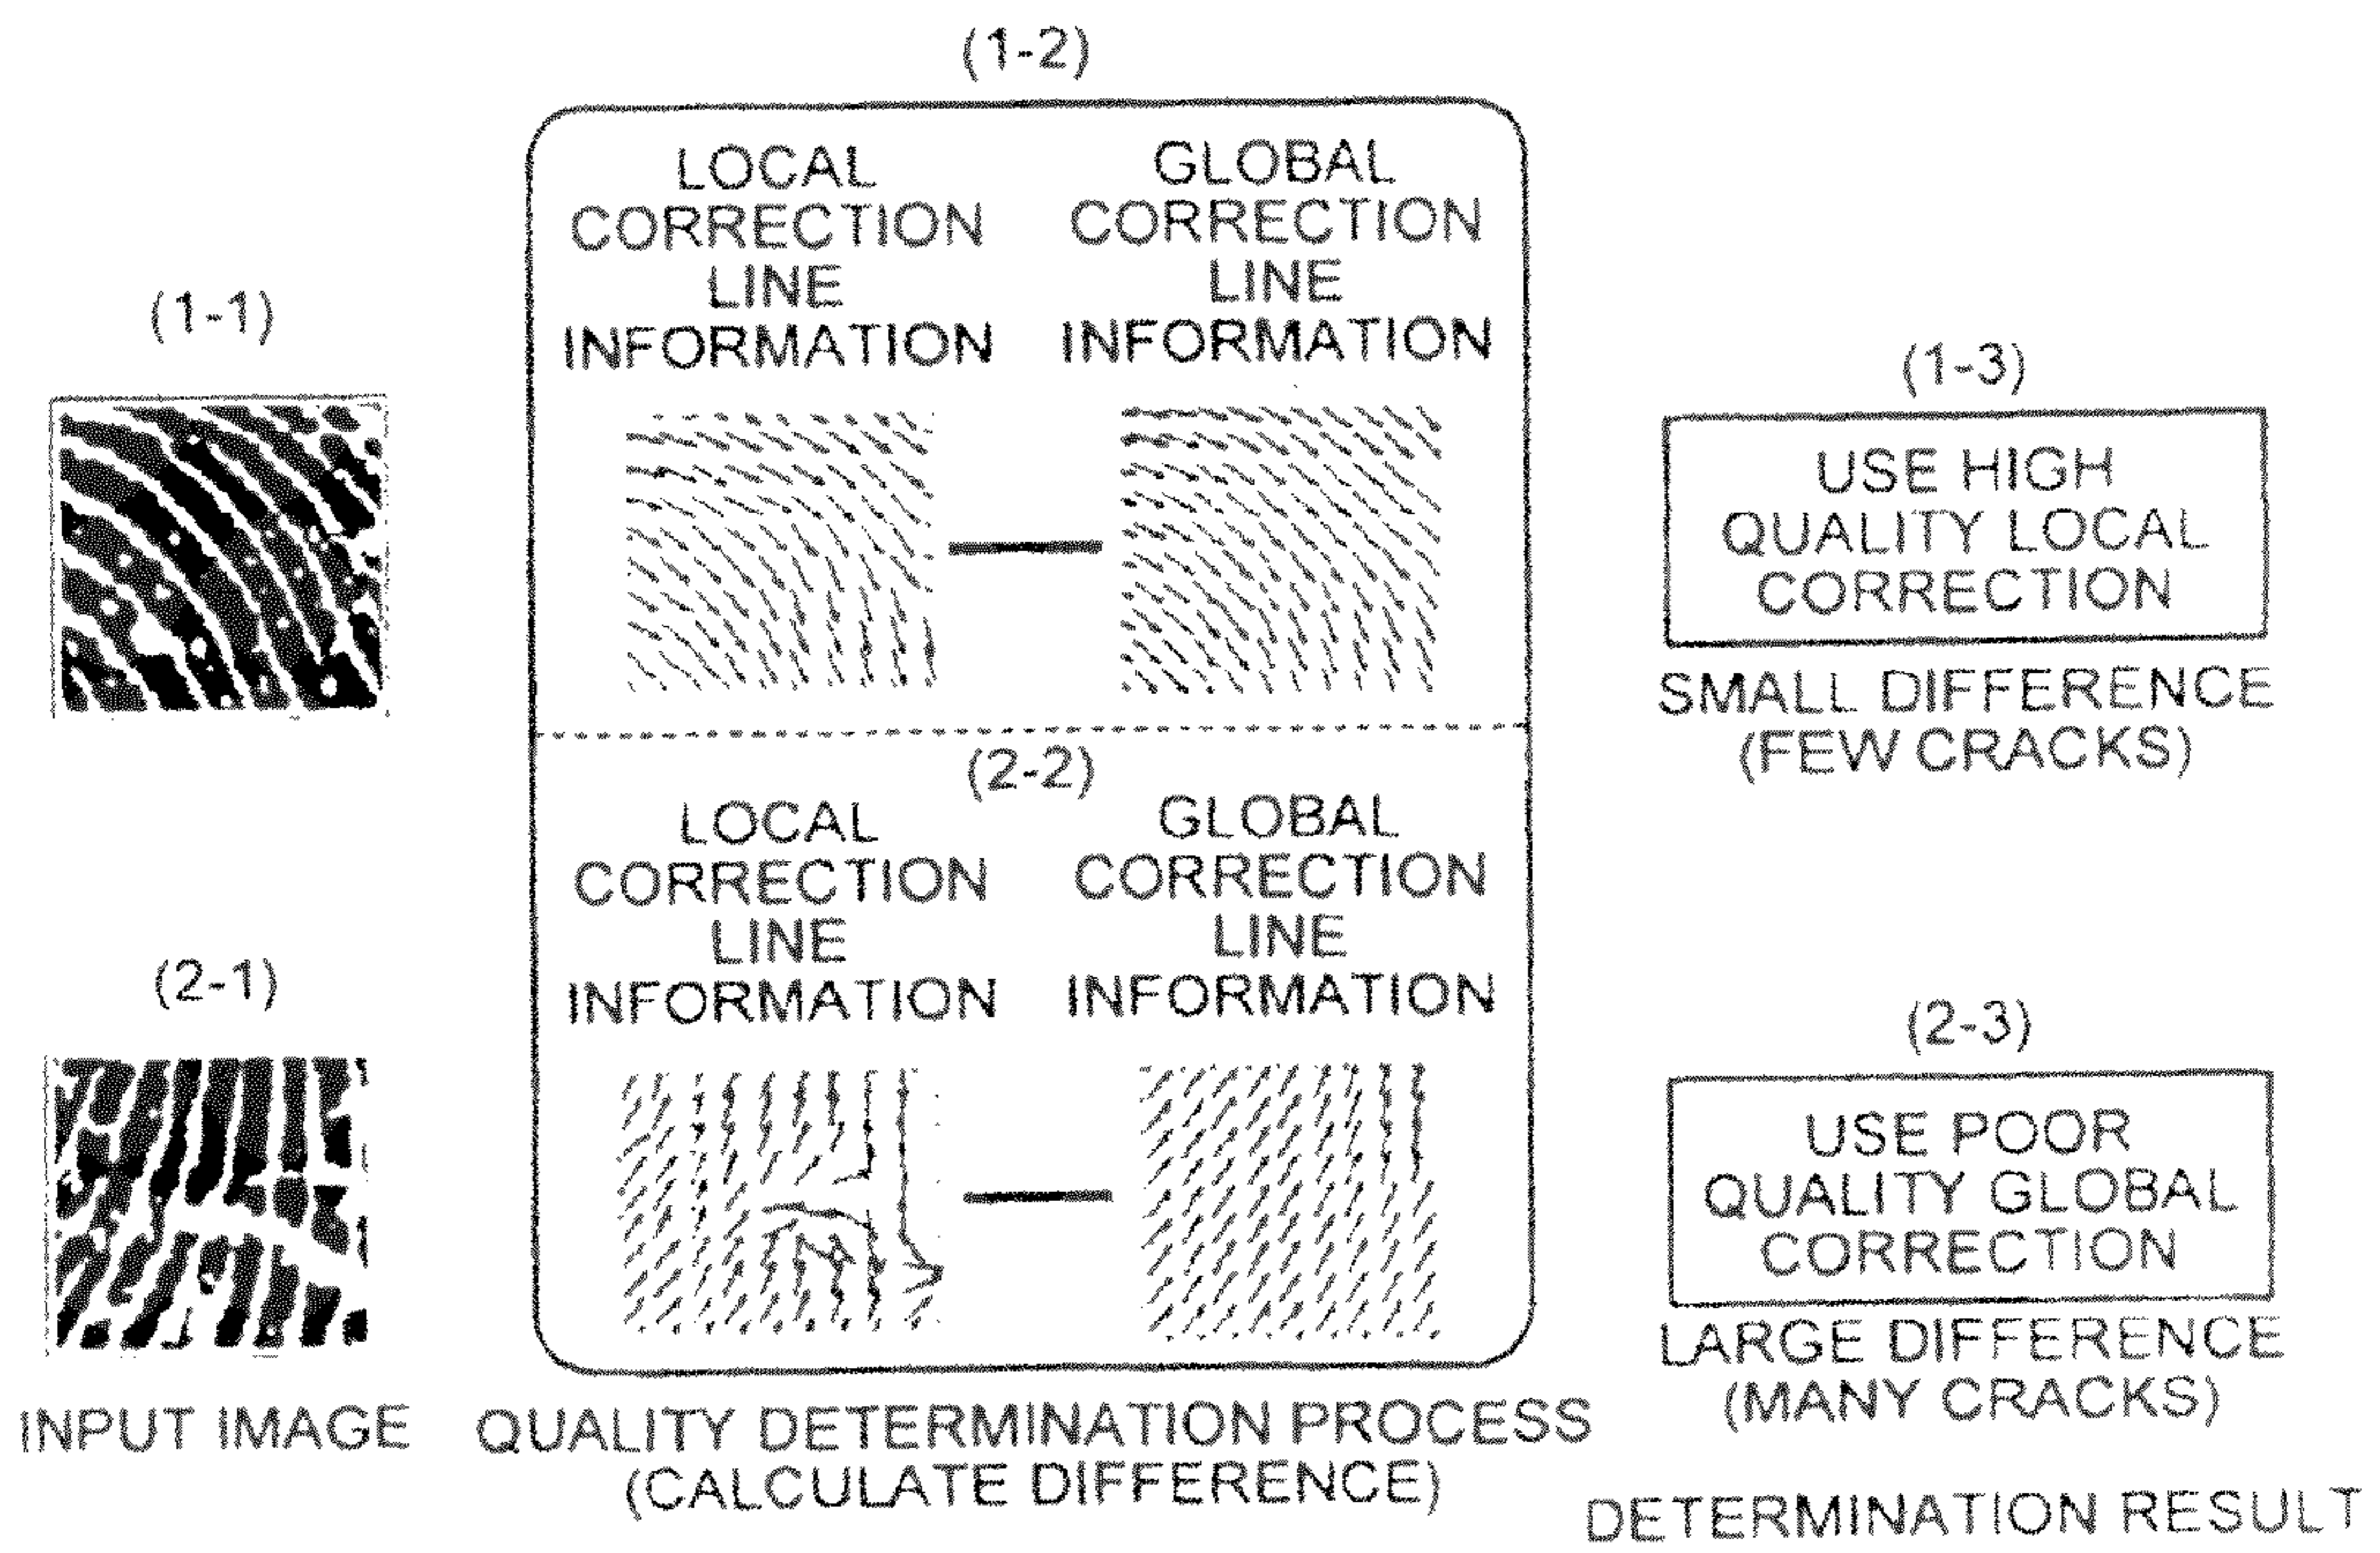 (1-1)
(1-2)
LOCAL
CORRECTION
LINE
INFORMATION
GLOBAL
CORRECTION
LINE
INFORMATION
(1-3)
USE HIGH
QUALITY LOCAL
CORRECTION
SMALL DIFFERENCE
(FEW CRACKS)
(2-1)
(2-2)
LOCAL
CORRECTION
LINE
INFORMATION
GLOBAL
CORRECTION
LINE
INFORMATION
(2-3)
USE POOR
QUALITY GLOBAL
CORRECTION
LARGE DIFFERENCE
(MANY CRACKS)
INPUT IMAGE
QUALITY DETERMINATION PROCESS
(CALCULATE DIFFERENCE)
DETERMINATION RESULT